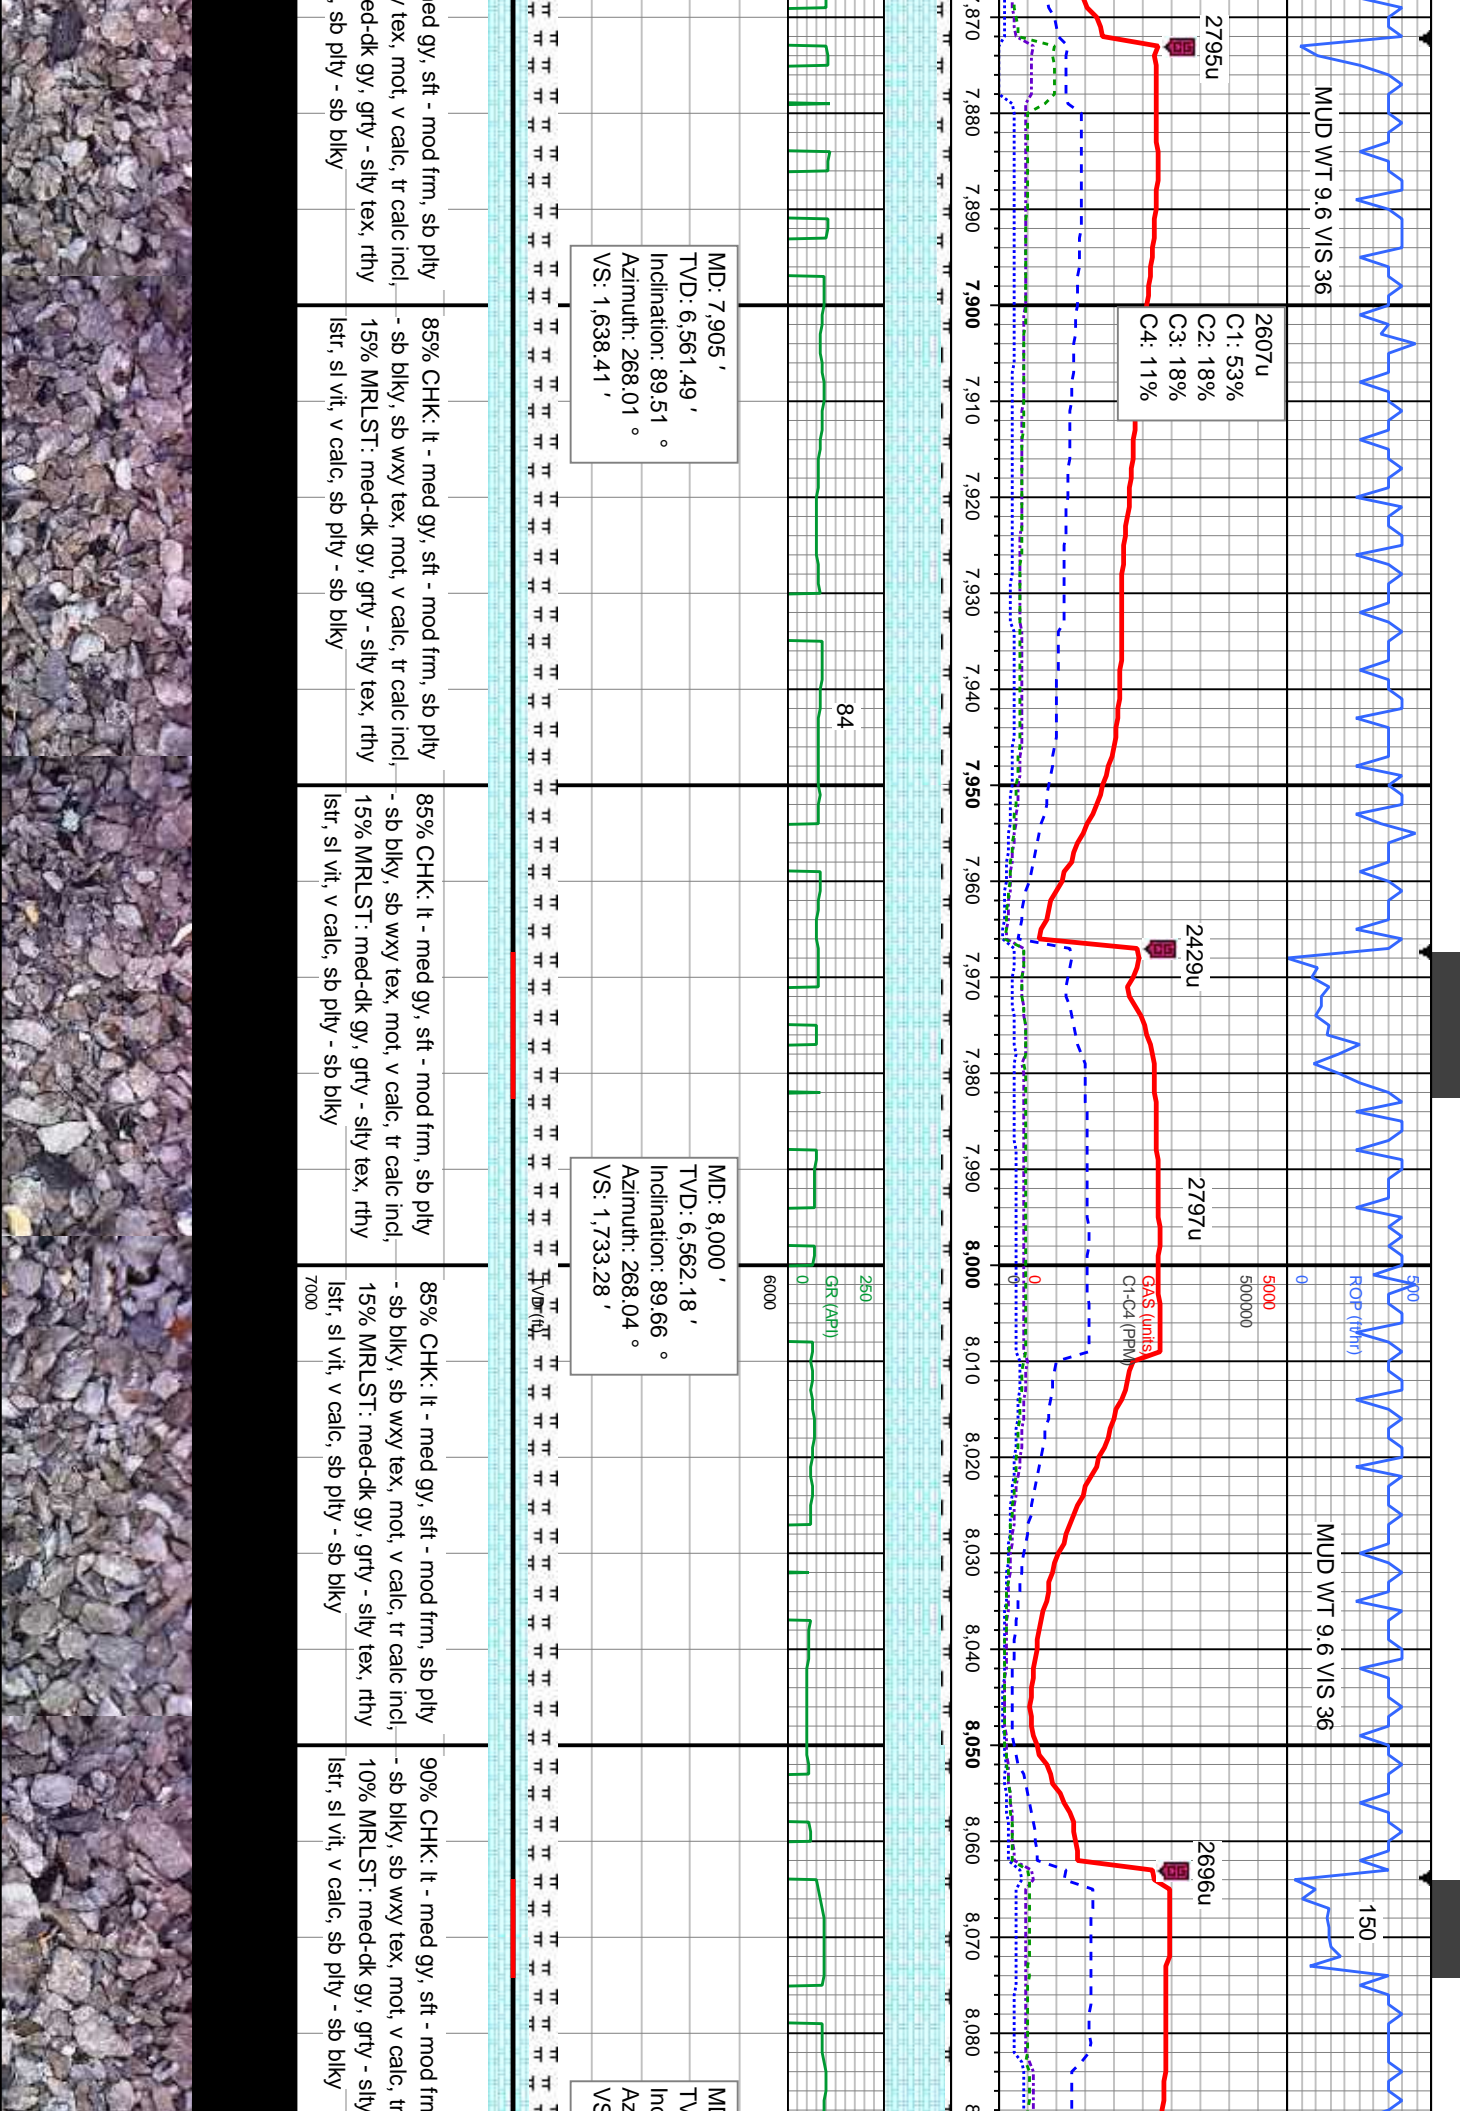 2795u
2429u
2797u
2696u
MUD WT 9.6 VIS 36
MUD WT 9.6 VIS 36
150
500
ROP (ft/hr)
0
2607u
C1: 53%
C2: 18%
C3: 18%
C4: 11%
5000
500000
GAS (units)
C1-C4 (PPM)
0
0
7,870
7,880
7,890
7,900
7,910
7,920
7,930
7,940
7,950
7,960
7,970
7,980
7,990
8,000
8,010
8,020
8,030
8,040
8,050
8,060
8,070
8,080
250
GR (API)
0
84
6000
TVD (ft)
7000
MD: 7,905 '
TVD: 6,561.49 '
Inclination: 89.51 °
Azimuth: 268.01 °
VS: 1,638.41 '
MD: 8,000 '
TVD: 6,562.18 '
Inclination: 89.66 °
Azimuth: 268.04 °
VS: 1,733.28 '
ed gy, sft - mod frm, sb plty
tex, mot, v calc, tr calc incl,
ed-dk gy, grty - slty tex, rthy
, sb plty - sb blky
85% CHK: lt - med gy, sft - mod frm, sb plty
- sb blky, sb wxy tex, mot, v calc, tr calc incl,
15% MRLST: med-dk gy, grty - slty tex, rthy
lstr, sl vit, v calc, sb plty - sb blky
85% CHK: lt - med gy, sft - mod frm, sb plty
- sb blky, sb wxy tex, mot, v calc, tr calc incl,
15% MRLST: med-dk gy, grty - slty tex, rthy
lstr, sl vit, v calc, sb plty - sb blky
85% CHK: lt - med gy, sft - mod frm, sb plty
- sb blky, sb wxy tex, mot, v calc, tr calc incl,
15% MRLST: med-dk gy, grty - slty tex, rthy
lstr, sl vit, v calc, sb plty - sb blky
90% CHK: lt - med gy, sft - mod frm
- sb blky, sb wxy tex, mot, v calc, tr
10% MRLST: med-dk gy, grty - slty
lstr, sl vit, v calc, sb plty - sb blky